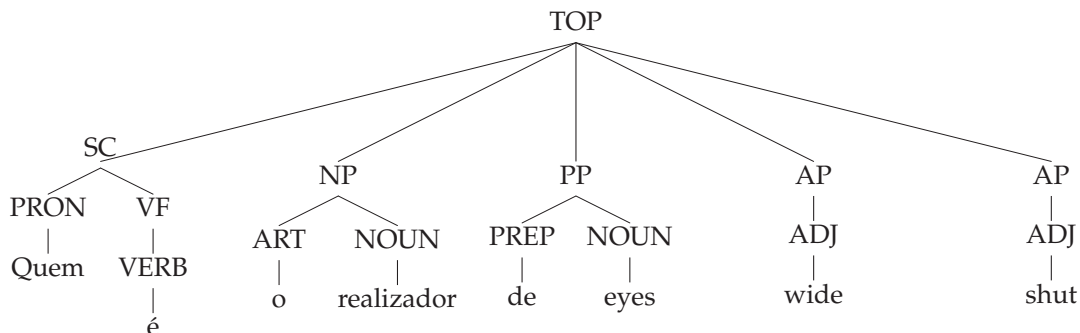 TOP
SC
NP
PP
AP
AP
PRON VF
ART NOUN
PREP NOUN
ADJ
ADJ
Quem VERB
o realizador
de eyes
wide
shut
é